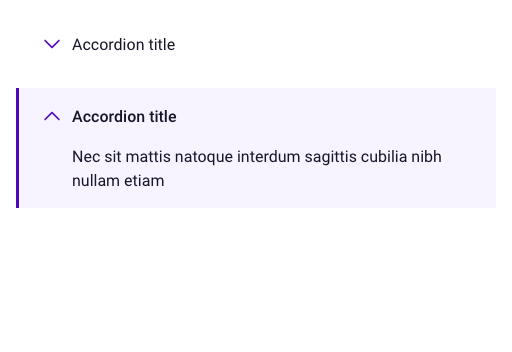 Accordion title
Accordion title
Nec sit mattis natoque interdum sagittis cubilia nibh
nullam etiam